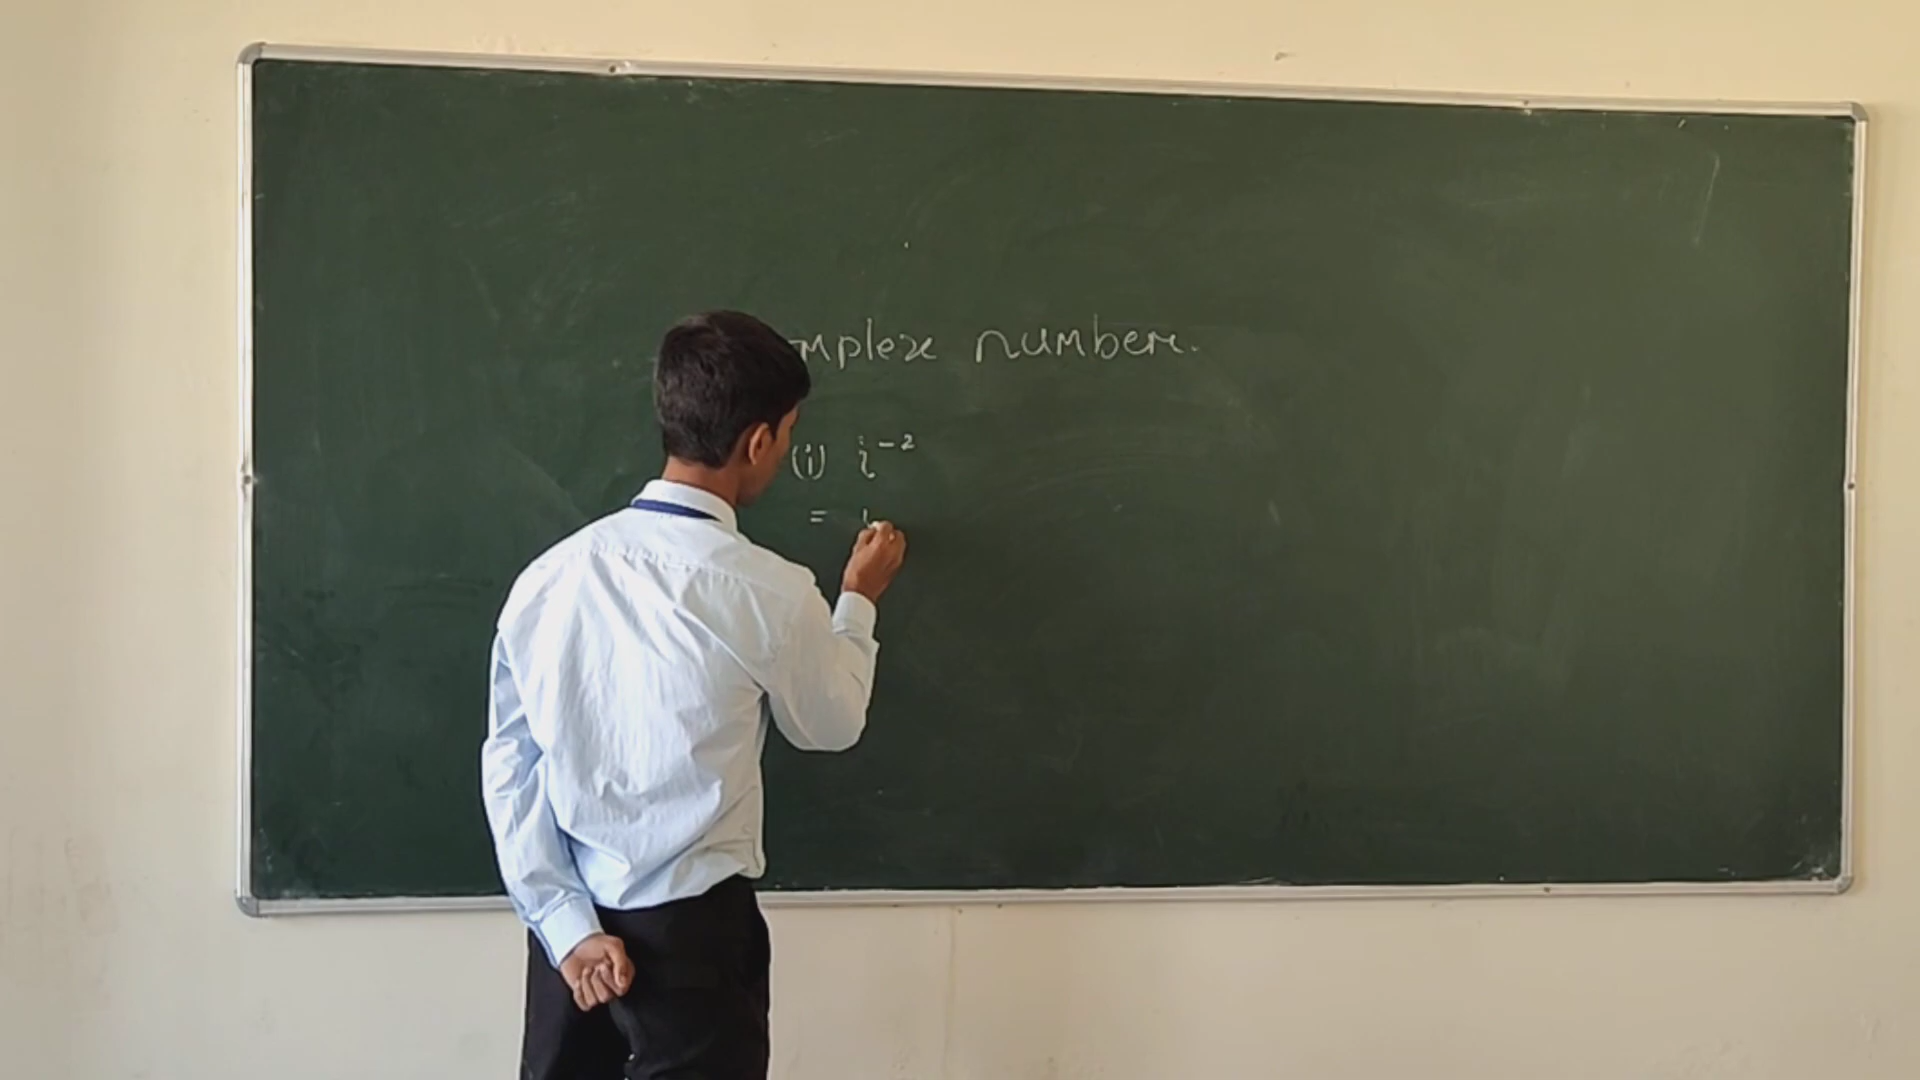 mplex number.
(i) i⁻²
=